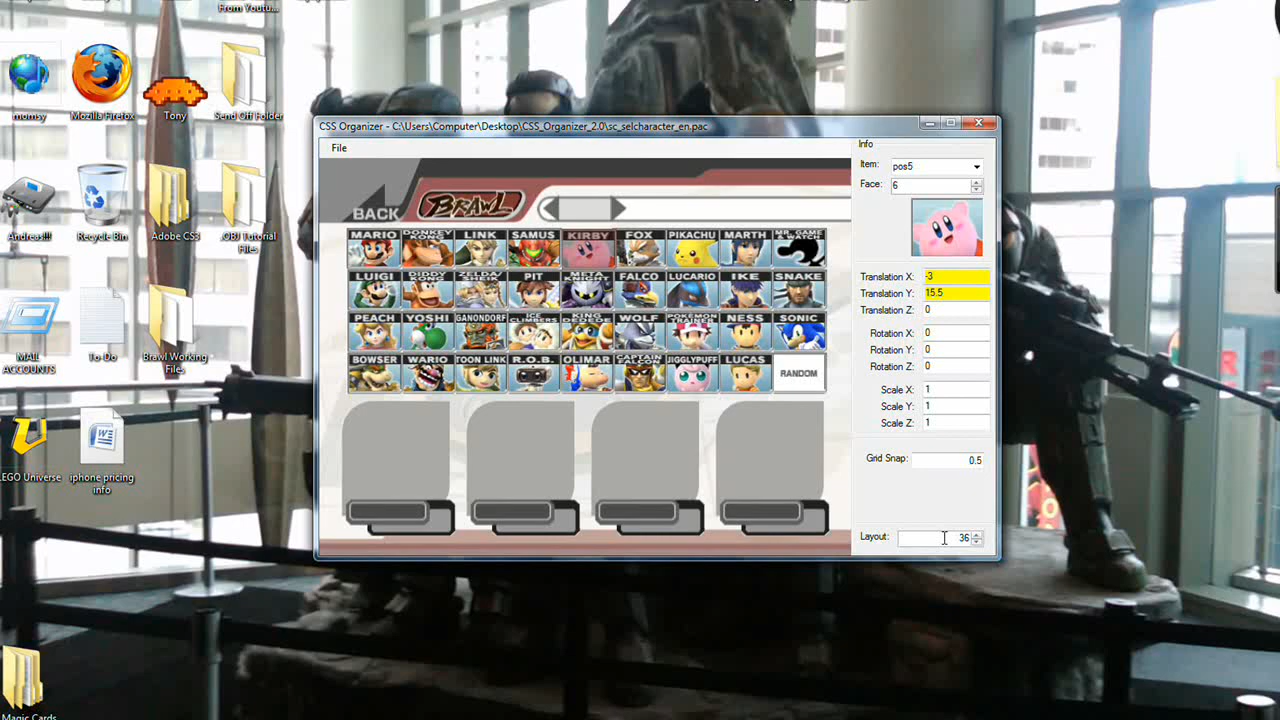 From Youtu...
momsy
Mozilla Firefox
Tony
Send Off Folder
Andreas!!!
Recycle Bin
Adobe CS3
.OBJ Tutorial Files
MAIL ACCOUNTS
To-Do
Brawl Working Files
LEGO Universe
iphone pricing info
Magic Cards
CSS Organizer - C:\Users\Computer\Desktop\CSS_Organizer_2.0\sc_selcharacter_en.pac
File
BACK
BRAWL
MARIO
DONKEY KONG
LINK
SAMUS
KIRBY
FOX
PIKACHU
MARTH
MR. GAME & WATCH
LUIGI
DIDDY KONG
ZELDA/ SHEIK
PIT
META KNIGHT
FALCO
LUCARIO
IKE
SNAKE
PEACH
YOSHI
GANONDORF
ICE CLIMBERS
KING DEDEDE
WOLF
POKÉMON TRAINER
NESS
SONIC
BOWSER
WARIO
TOON LINK
R.O.B.
OLIMAR
CAPTAIN FALCON
JIGGLYPUFF
LUCAS
RANDOM
Info
Item: pos5
Face: 6
Translation X: -3
Translation Y: 15.5
Translation Z: 0
Rotation X: 0
Rotation Y: 0
Rotation Z: 0
Scale X: 1
Scale Y: 1
Scale Z: 1
Grid Snap: 0.5
Layout: 36